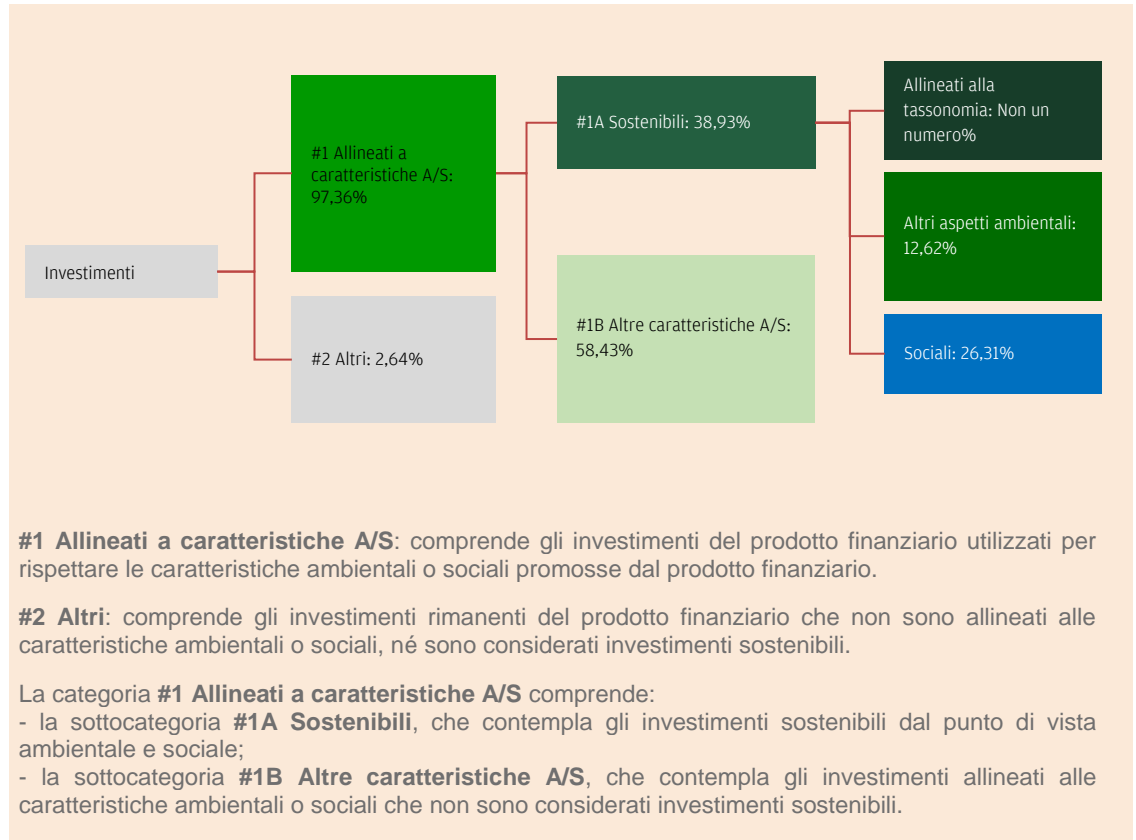 Investimenti
#1 Allineati a
caratteristiche A/S:
97,36%
#2 Altri: 2,64%
#1A Sostenibili: 38,93%
#1B Altre caratteristiche A/S:
58,43%
Allineati alla
tassonomia: Non un
numero%
Altri aspetti ambientali:
12,62%
Sociali: 26,31%
#1 Allineati a caratteristiche A/S: comprende gli investimenti del prodotto finanziario utilizzati per
rispettare le caratteristiche ambientali o sociali promosse dal prodotto finanziario.
#2 Altri: comprende gli investimenti rimanenti del prodotto finanziario che non sono allineati alle
caratteristiche ambientali o sociali, né sono considerati investimenti sostenibili.
La categoria #1 Allineati a caratteristiche A/S comprende:
- la sottocategoria #1A Sostenibili, che contempla gli investimenti sostenibili dal punto di vista
ambientale e sociale;
- la sottocategoria #1B Altre caratteristiche A/S, che contempla gli investimenti allineati alle
caratteristiche ambientali o sociali che non sono considerati investimenti sostenibili.